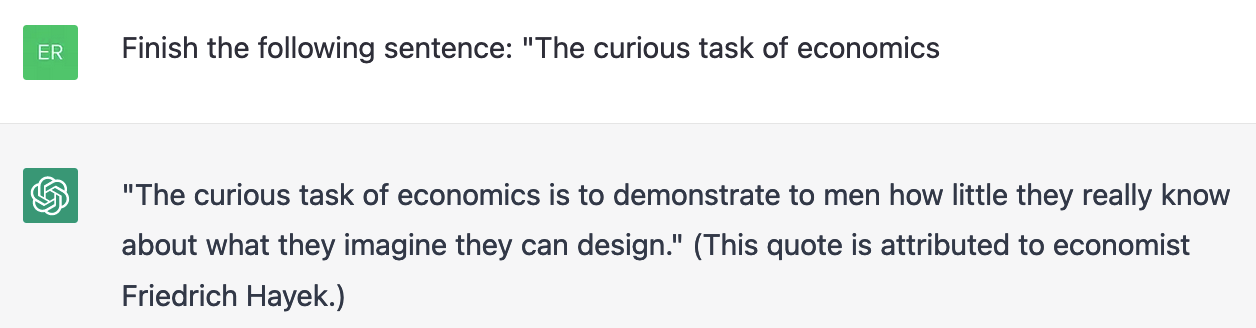 ER
Finish the following sentence: "The curious task of economics
"The curious task of economics is to demonstrate to men how little they really know
about what they imagine they can design." (This quote is attributed to economist
Friedrich Hayek.)